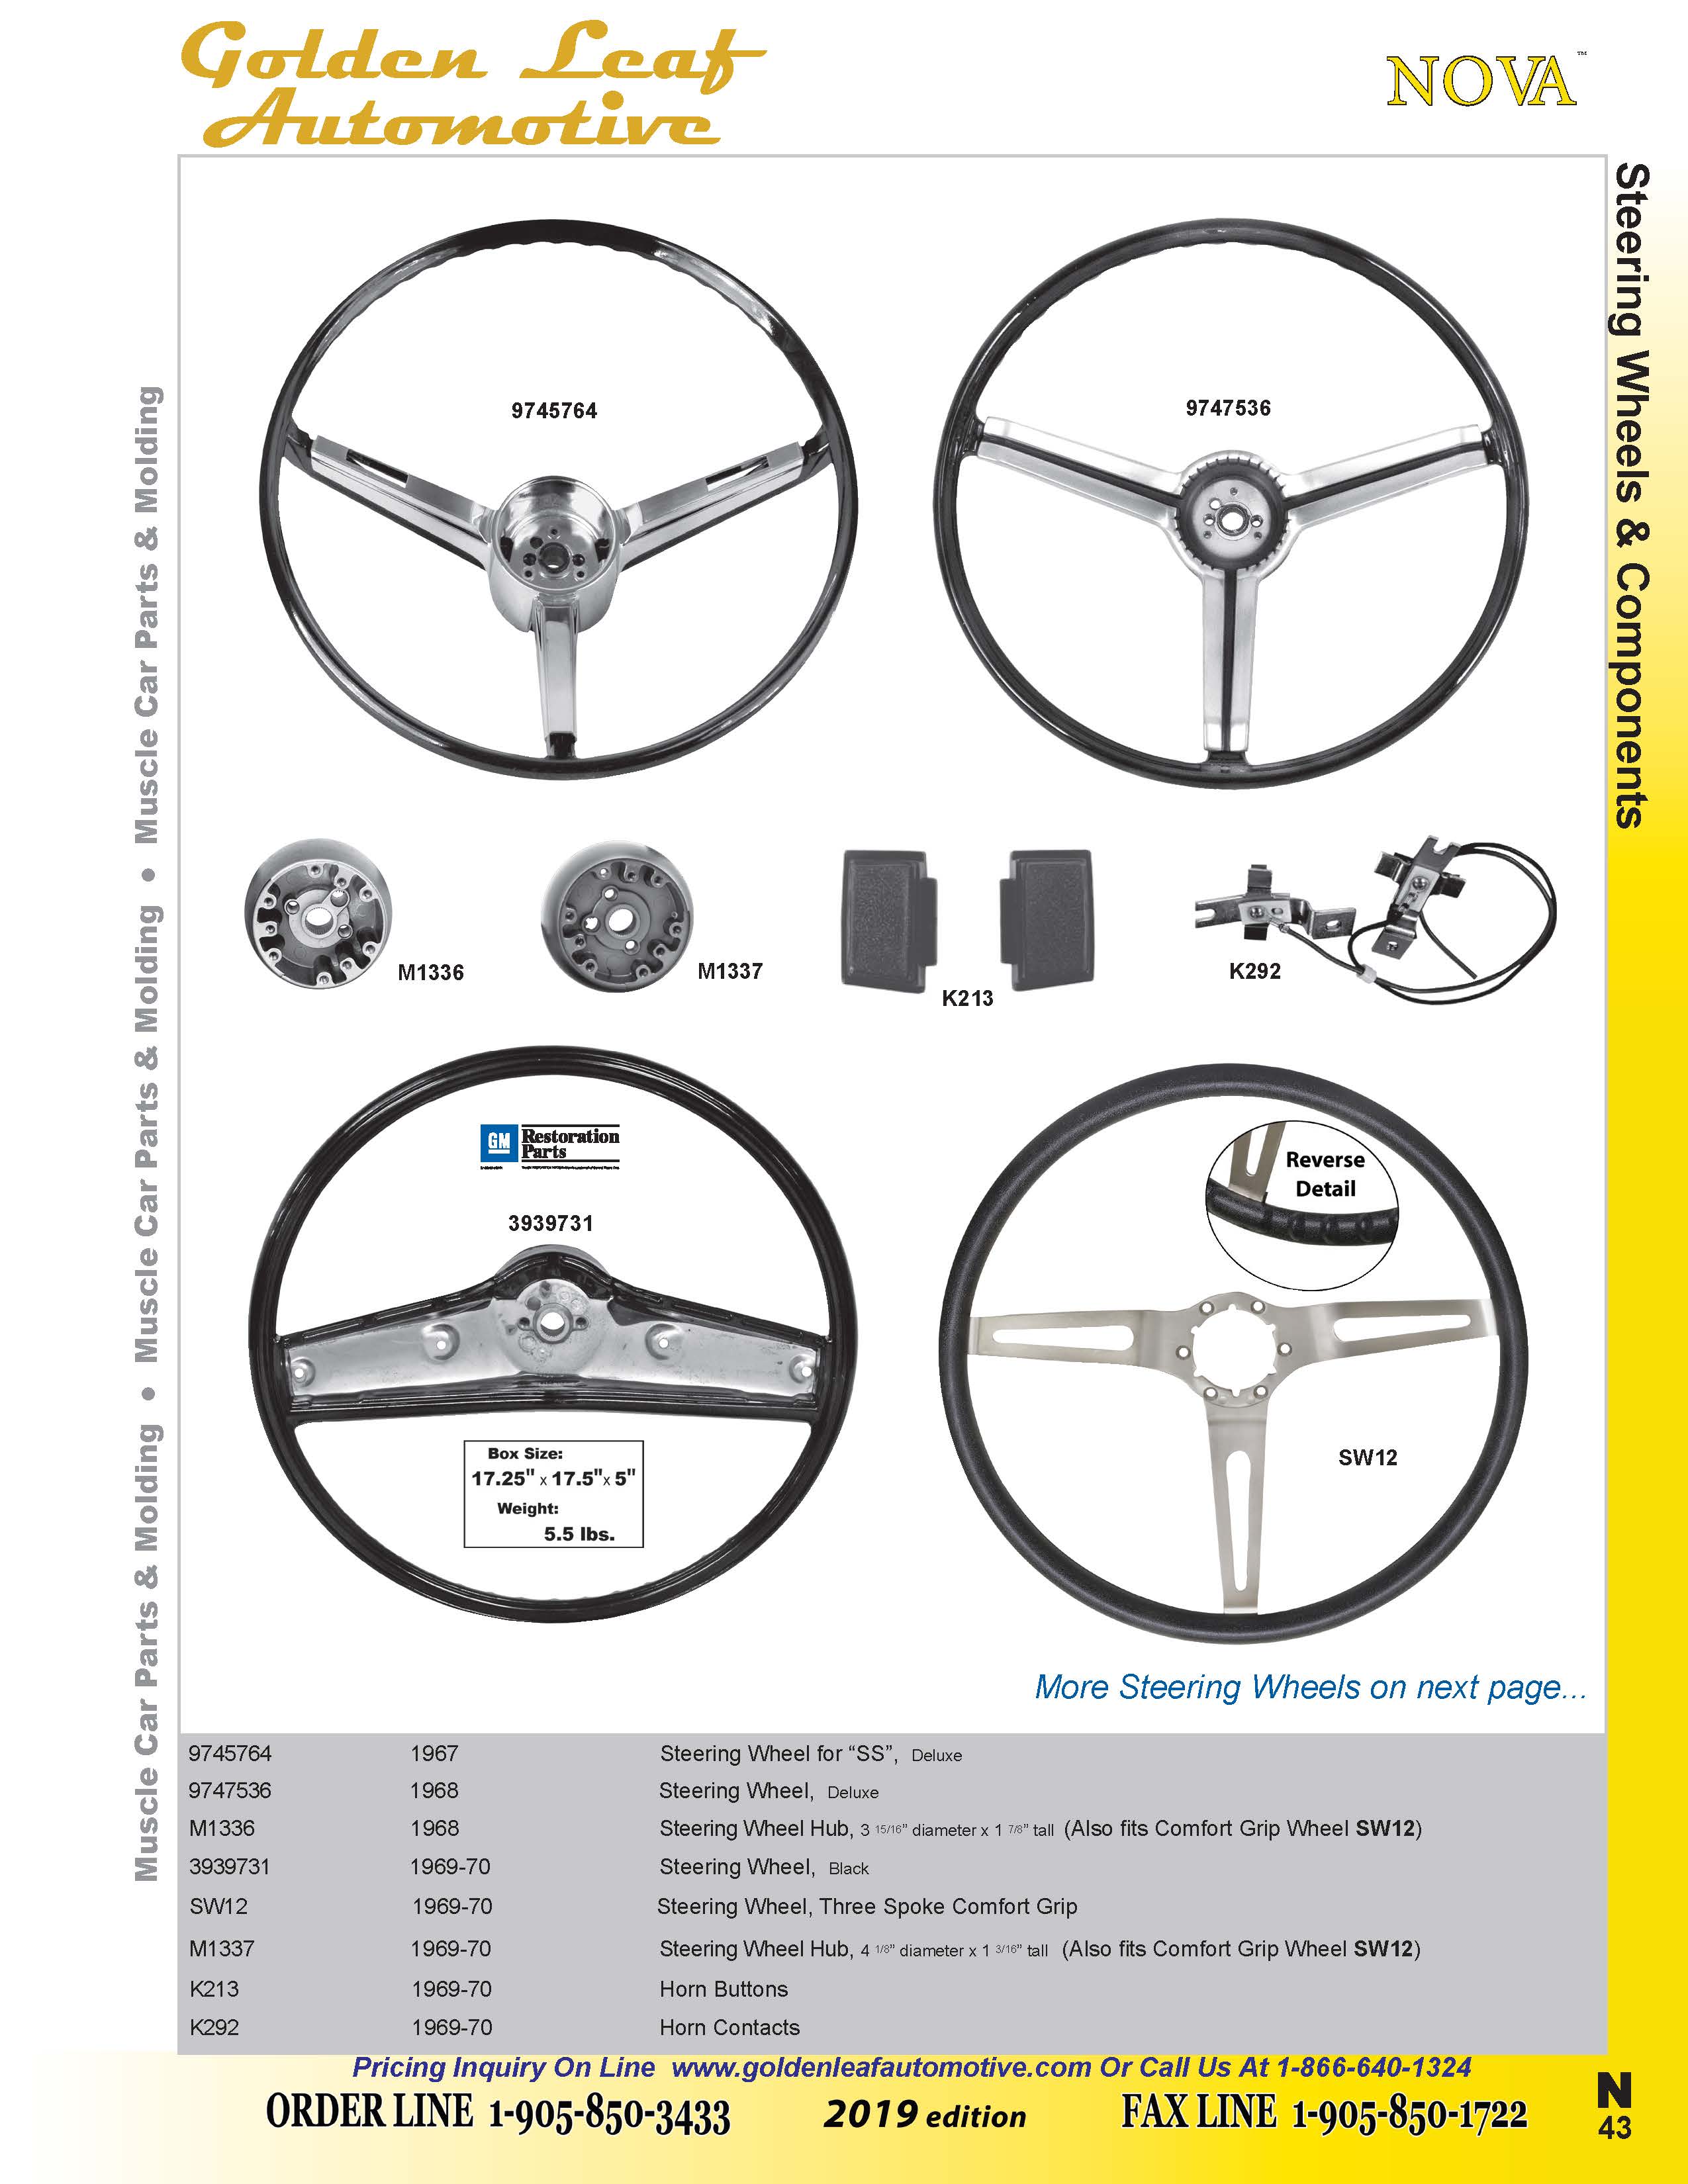 Golden Leaf
Automotive
NOVA™
Steering Wheels & Components
Muscle Car Parts & Molding • Muscle Car Parts & Molding • Muscle Car Parts & Molding
9745764
9747536
M1336
M1337
K213
K292
GM Restoration
Parts
3939731
Reverse
Detail
Box Size:
17.25" x 17.5"x 5"
Weight:
5.5 lbs.
SW12
More Steering Wheels on next page...
9745764 1967 Steering Wheel for “SS”, Deluxe
9747536 1968 Steering Wheel, Deluxe
M1336 1968 Steering Wheel Hub, 3 15/16” diameter x 1 7/8” tall (Also fits Comfort Grip Wheel SW12)
3939731 1969-70 Steering Wheel, Black
SW12 1969-70 Steering Wheel, Three Spoke Comfort Grip
M1337 1969-70 Steering Wheel Hub, 4 1/8” diameter x 1 3/16” tall (Also fits Comfort Grip Wheel SW12)
K213 1969-70 Horn Buttons
K292 1969-70 Horn Contacts
Pricing Inquiry On Line www.goldenleafautomotive.com Or Call Us At 1-866-640-1324
ORDER LINE 1-905-850-3433 2019 edition FAX LINE 1-905-850-1722
N
43